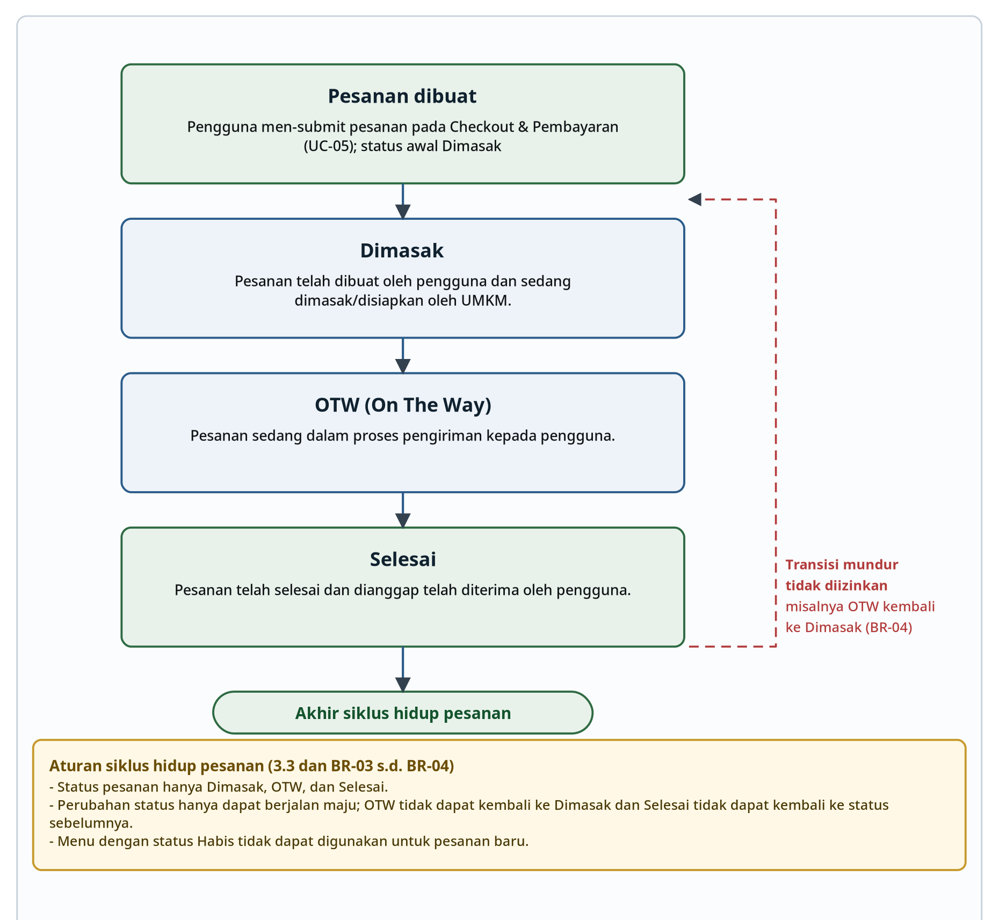 Pesanan dibuat
Pengguna men-submit pesanan pada Checkout & Pembayaran
(UC-05); status awal Dimasak
Dimasak
Pesanan telah dibuat oleh pengguna dan sedang
dimasak/disiapkan oleh UMKM.
OTW (On The Way)
Pesanan sedang dalam proses pengiriman kepada pengguna.
Selesai
Pesanan telah selesai dan dianggap telah diterima oleh pengguna.
Transisi mundur
tidak diizinkan
misalnya OTW kembali
ke Dimasak (BR-04)
Akhir siklus hidup pesanan
Aturan siklus hidup pesanan (3.3 dan BR-03 s.d. BR-04)
- Status pesanan hanya Dimasak, OTW, dan Selesai.
- Perubahan status hanya dapat berjalan maju; OTW tidak dapat kembali ke Dimasak dan Selesai tidak dapat kembali ke status
sebelumnya.
- Menu dengan status Habis tidak dapat digunakan untuk pesanan baru.